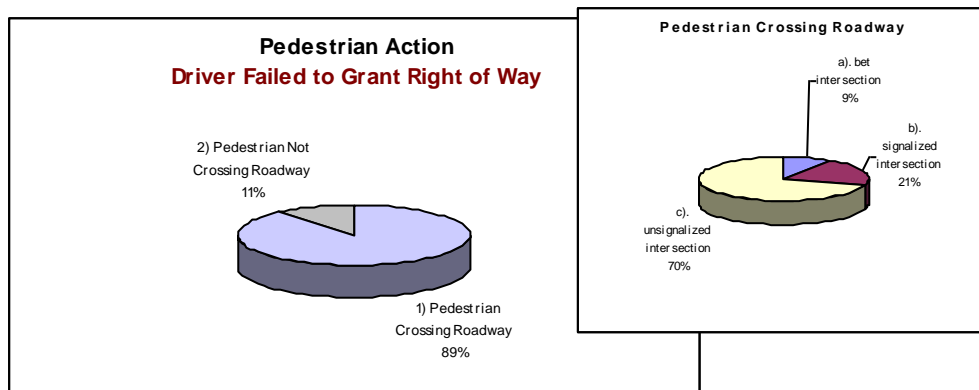 Pedestrian Action
Driver Failed to Grant Right of Way
2) Pedestrian Not
Crossing Roadway
11%
1) Pedestrian
Crossing Roadway
89%
Pedestrian Crossing Roadway
a). bet
intersection
9%
b).
signalized
intersection
21%
c).
unsignalized
intersection
70%